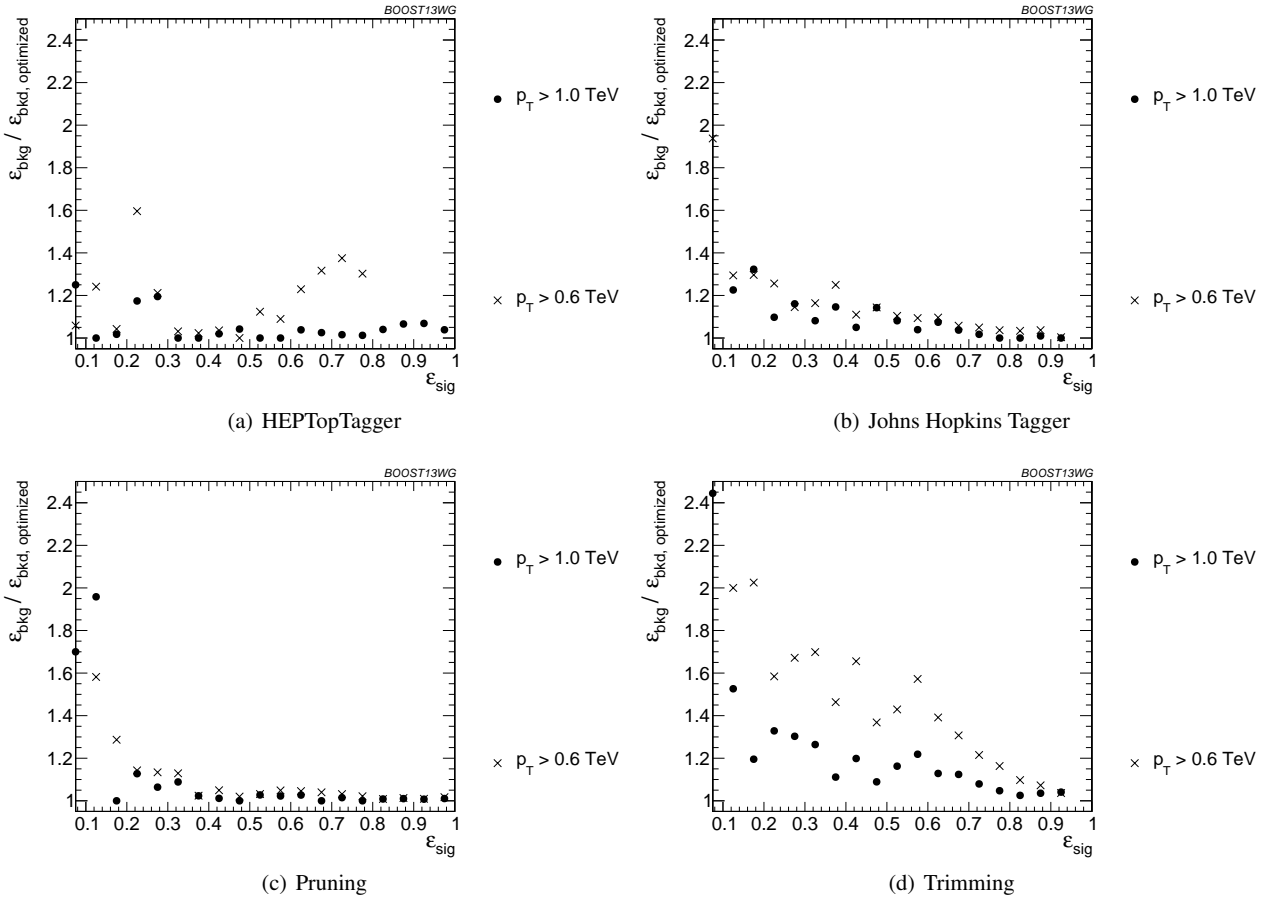 BOOST13WG
ε_bkg / ε_bkd, optimized
2.4
2.2
2
1.8
1.6
1.4
1.2
1
0.1 0.2 0.3 0.4 0.5 0.6 0.7 0.8 0.9 1
ε_sig
p_T > 1.0 TeV
p_T > 0.6 TeV
(a) HEPTopTagger
BOOST13WG
ε_bkg / ε_bkd, optimized
2.4
2.2
2
1.8
1.6
1.4
1.2
1
0.1 0.2 0.3 0.4 0.5 0.6 0.7 0.8 0.9 1
ε_sig
p_T > 1.0 TeV
p_T > 0.6 TeV
(b) Johns Hopkins Tagger
BOOST13WG
ε_bkg / ε_bkd, optimized
2.4
2.2
2
1.8
1.6
1.4
1.2
1
0.1 0.2 0.3 0.4 0.5 0.6 0.7 0.8 0.9 1
ε_sig
p_T > 1.0 TeV
p_T > 0.6 TeV
(c) Pruning
BOOST13WG
ε_bkg / ε_bkd, optimized
2.4
2.2
2
1.8
1.6
1.4
1.2
1
0.1 0.2 0.3 0.4 0.5 0.6 0.7 0.8 0.9 1
ε_sig
p_T > 1.0 TeV
p_T > 0.6 TeV
(d) Trimming